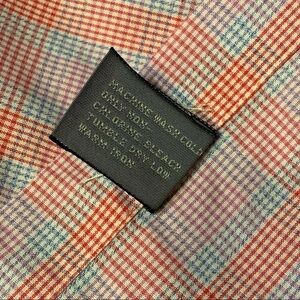 MACHINE WASH COLD
ONLY NON-
CHLORINE BLEACH
TUMBLE DRY LOW
WARM IRON